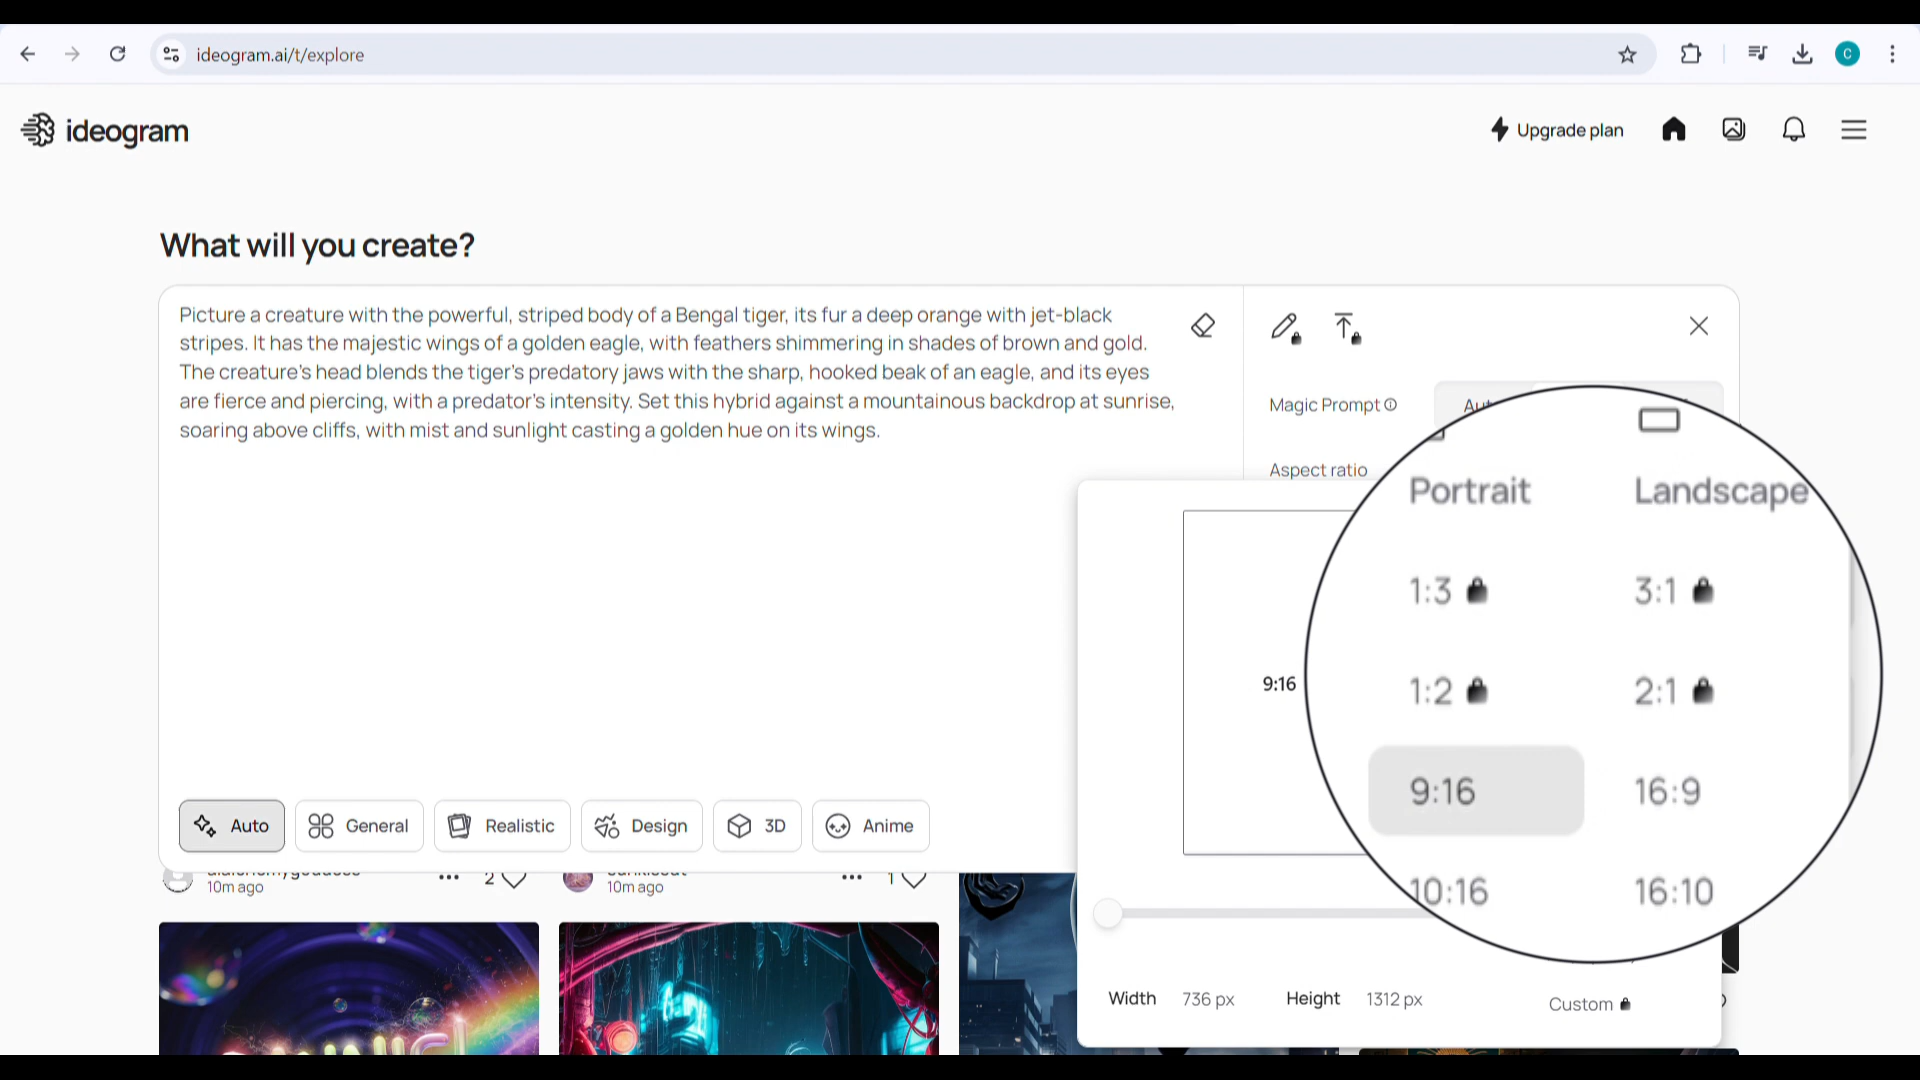 ideogram.ai/t/explore
C
ideogram
Upgrade plan
What will you create?
Picture a creature with the powerful, striped body of a Bengal tiger, its fur a deep orange with jet-black
stripes. It has the majestic wings of a golden eagle, with feathers shimmering in shades of brown and gold.
The creature's head blends the tiger's predatory jaws with the sharp, hooked beak of an eagle, and its eyes
are fierce and piercing, with a predator's intensity. Set this hybrid against a mountainous backdrop at sunrise,
soaring above cliffs, with mist and sunlight casting a golden hue on its wings.
Magic Prompt
Aspect ratio
Portrait Landscape
1:3 3:1
1:2 2:1
9:16
9:16 16:9
10:16 16:10
Auto General Realistic Design 3D Anime
10m ago 2
10m ago 1
Width 736 px Height 1312 px Custom